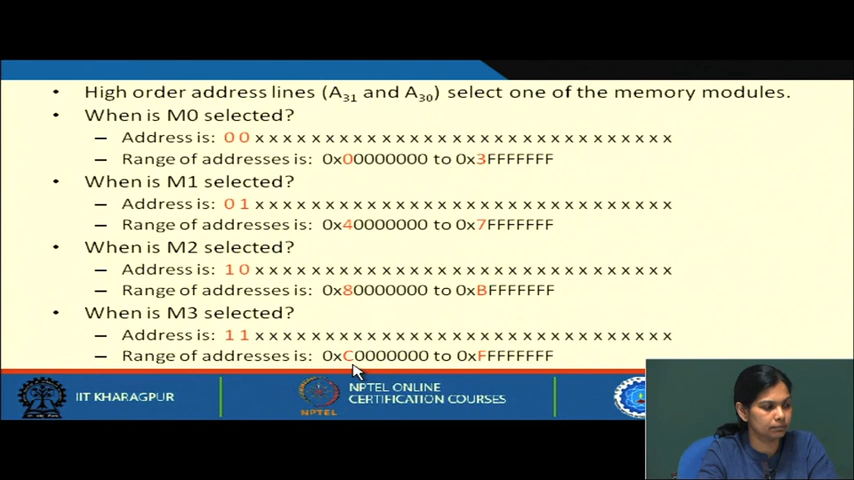 • High order address lines (A31 and A30) select one of the memory modules.
• When is M0 selected?
– Address is: 0 0 x x x x x x x x x x x x x x x x x x x x x x x x x x x x x x
– Range of addresses is: 0x00000000 to 0x3FFFFFFF
• When is M1 selected?
– Address is: 0 1 x x x x x x x x x x x x x x x x x x x x x x x x x x x x x x
– Range of addresses is: 0x40000000 to 0x7FFFFFFF
• When is M2 selected?
– Address is: 1 0 x x x x x x x x x x x x x x x x x x x x x x x x x x x x x x
– Range of addresses is: 0x80000000 to 0xBFFFFFFF
• When is M3 selected?
– Address is: 1 1 x x x x x x x x x x x x x x x x x x x x x x x x x x x x x x
– Range of addresses is: 0xC0000000 to 0xFFFFFFFF
IIT KHARAGPUR
NPTEL
NPTEL ONLINE
CERTIFICATION COURSES